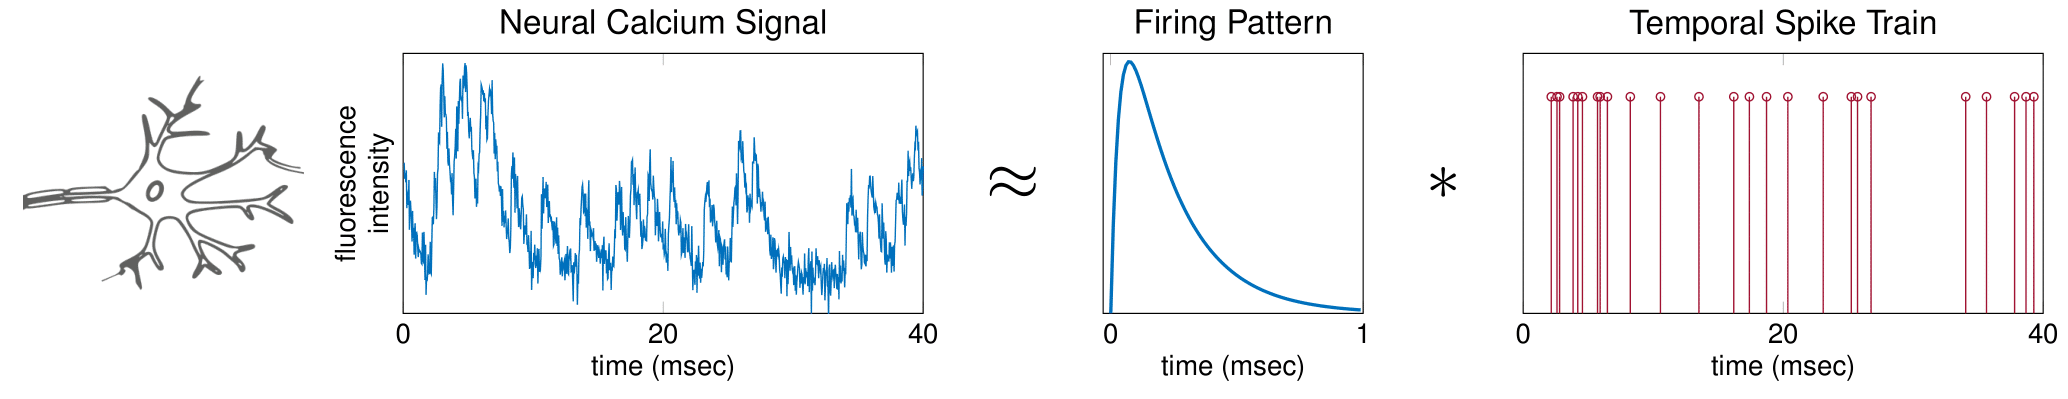 Neural Calcium Signal
Firing Pattern
Temporal Spike Train
fluorescence
intensity
≈
*
0
20
40
0
1
0
20
40
time (msec)
time (msec)
time (msec)